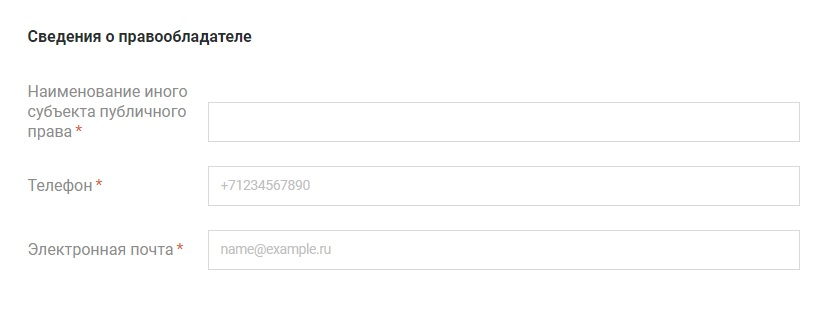 Сведения о правообладателе
Наименование иного
субъекта публичного
права *
Телефон *
+71234567890
Электронная почта *
name@example.ru